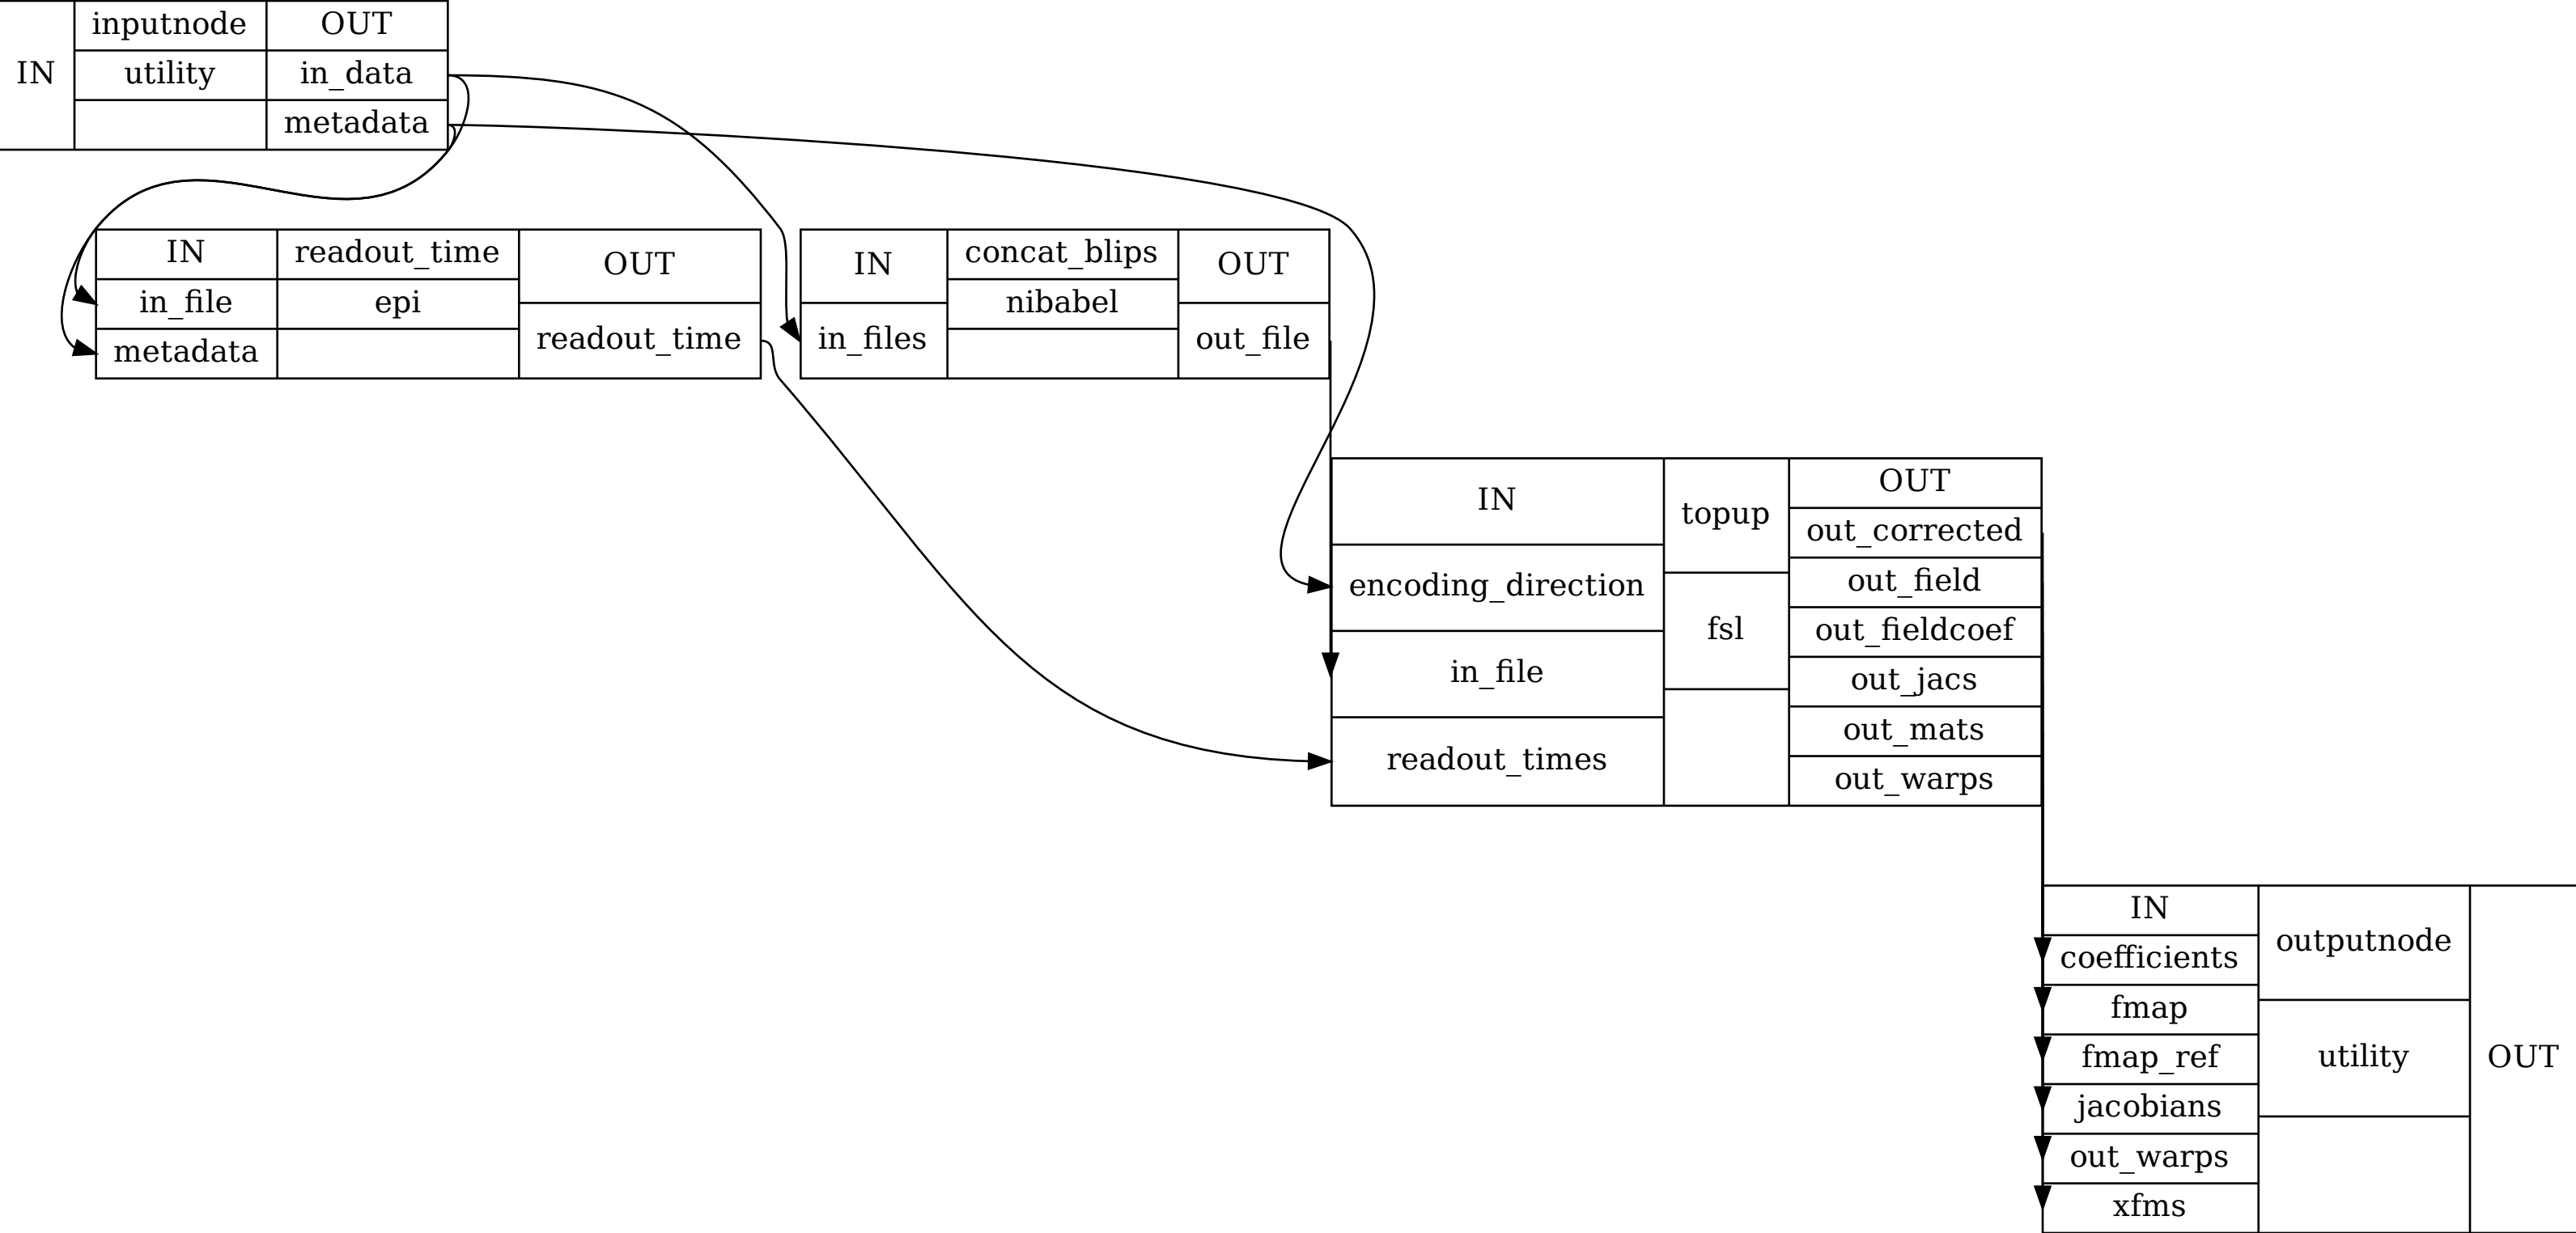 IN
inputnode
utility
OUT
in_data
metadata
IN
in_file
metadata
readout_time
epi
OUT
readout_time
IN
in_files
concat_blips
nibabel
OUT
out_file
IN
encoding_direction
in_file
readout_times
topup
fsl
OUT
out_corrected
out_field
out_fieldcoef
out_jacs
out_mats
out_warps
IN
coefficients
fmap
fmap_ref
jacobians
out_warps
xfms
outputnode
utility
OUT